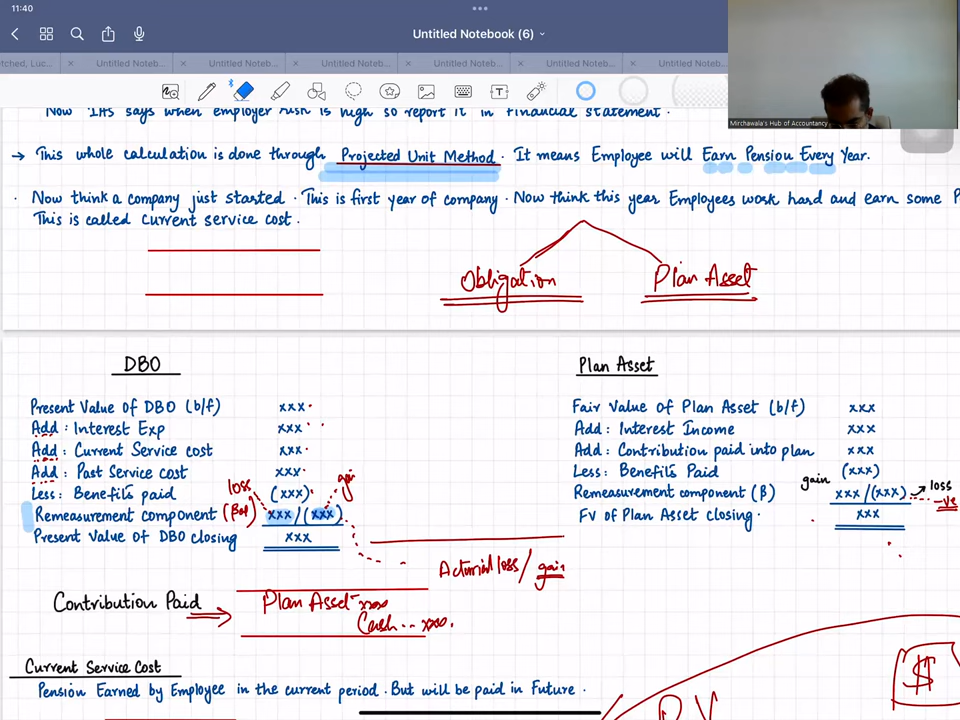 11:40
Untitled Notebook (6)
tched, Luc...
Untitled Noteb...
Untitled Noteb...
Untitled Noteb...
Untitled Noteb...
Untitled Noteb...
Mirchawala's Hub of Accountancy
Now IAS says when employer Risk is high so report it in Financial statement.
→ This whole calculation is done through Projected Unit Method. It means Employee will Earn Pension Every Year.
· Now think a company just started. This is first year of company. Now think this year Employees work hard and earn some P
This is called current service cost.
Obligation
Plan Asset
DBO
Present Value of DBO (b/f) xxx
Add: Interest Exp xxx
Add: Current Service cost xxx
Add: Past Service cost xxx
loss
gain
Less: Benefits paid (xxx)
Remeasurement component (Bal) xxx/(xxx)
Present Value of DBO closing xxx
Plan Asset
Fair Value of Plan Asset (b/f) xxx
Add: Interest Income xxx
Add: Contribution paid into plan xxx
Less: Benefits Paid (xxx)
gain
loss
Remeasurement component (β) xxx/(xxx)
-ve
FV of Plan Asset closing. xxx
Acturial loss/gain
Contribution Paid
Plan Asset xxx
Cash .. xxx.
Current Service Cost
Pension Earned by Employee in the current period. But will be paid in Future.
$
P.V